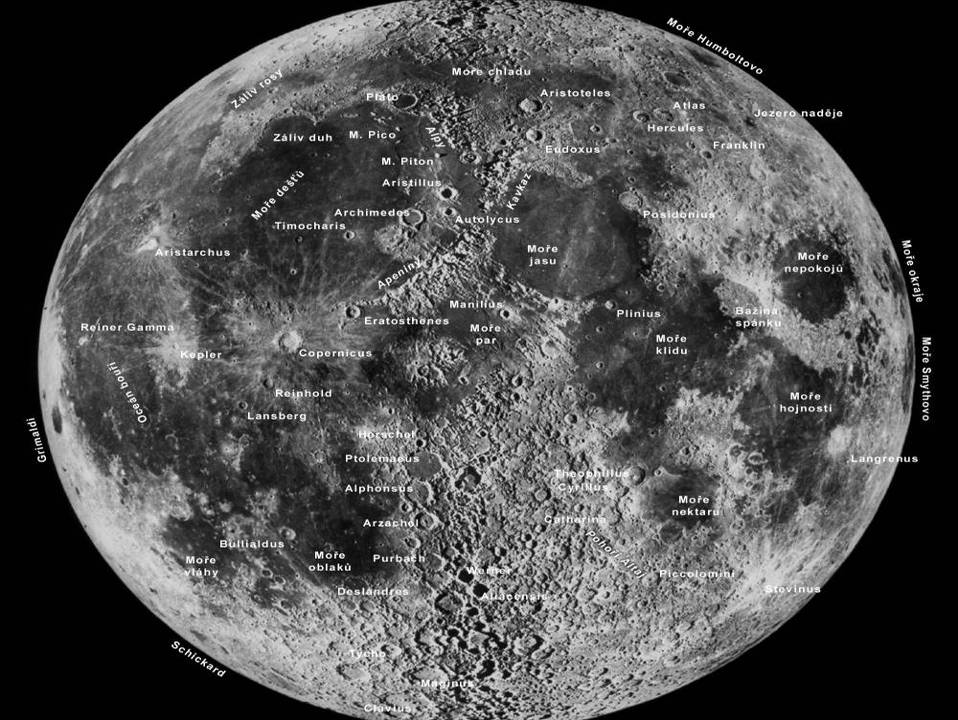 Moře Humboltovo
Moře chladu
Záliv rosy
Aristoteles
Plato
Atlas
Jezero naděje
Hercules
Záliv duh
M. Pico
Alpy
Franklin
Eudoxus
M. Piton
Aristillus
Kavkaz
Moře dešťů
Archimedes
Autolycus
Posidonius
Timocharis
Aristarchus
Moře
jasu
Moře
nepokojů
Moře okraje
Apeniny
Manilius
Eratosthenes
Plinius
Bažina
spánku
Reiner Gamma
Moře
par
Moře
klidu
Kepler
Copernicus
Moře Smythovo
Oceán bouří
Reinhold
Moře
hojnosti
Lansberg
Grimaldi
Herschel
Ptolemaeus
Langrenus
Theophillus
Cyrillus
Alphonsus
Moře
nektaru
Arzachel
Catharina
Bullialdus
Pohoří Altaj
Moře
vláhy
Moře
oblaků
Purbach
Werner
Piccolomini
Deslandres
Aliacensis
Stevinus
Schickard
Tycho
Maginus
Clavius